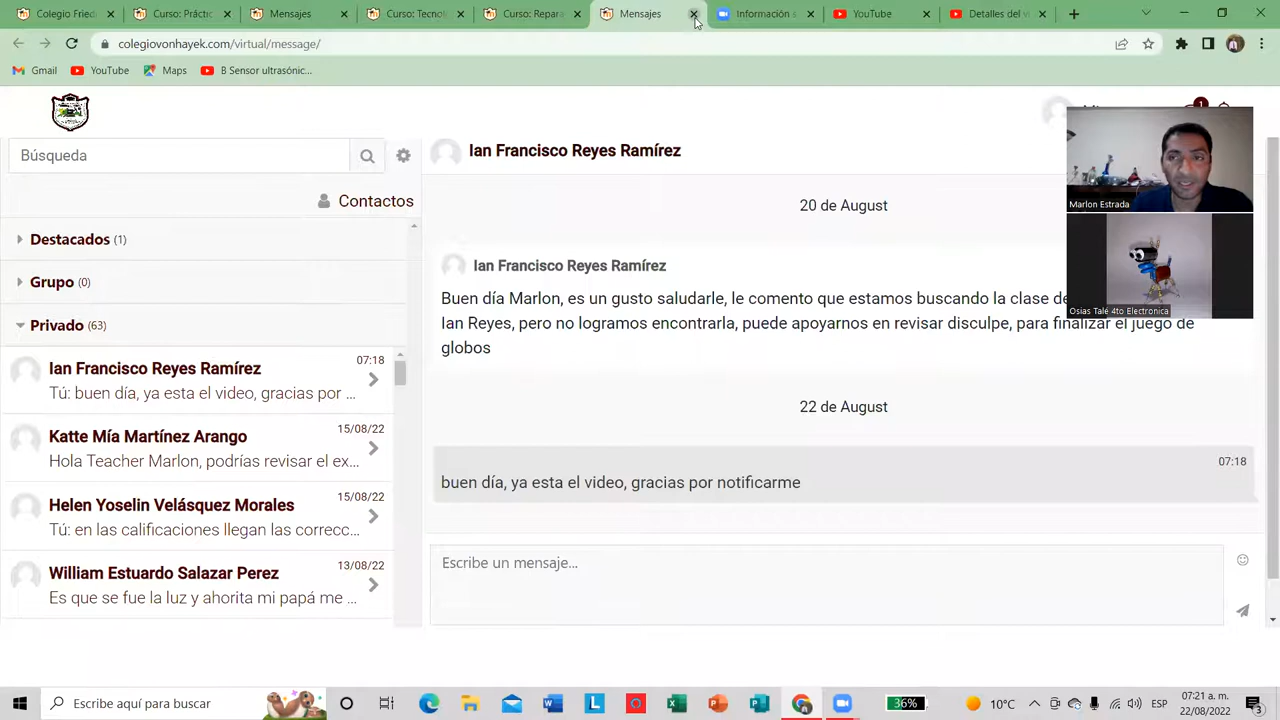 Colegio Fried
Curso: Práctic
Mensajes
Curso: Tecnol
Curso: Repara
Mensajes
Información s
YouTube
Detalles del v
colegiovonhayek.com/virtual/message/
Gmail
YouTube
Maps
B Sensor ultrasónic...
1
Búsqueda
Contactos
Destacados (1)
Grupo (0)
Privado (63)
Ian Francisco Reyes Ramírez 07:18
Tú: buen día, ya esta el video, gracias por ...
Katte Mía Martínez Arango 15/08/22
Hola Teacher Marlon, podrías revisar el ex...
Helen Yoselin Velásquez Morales 15/08/22
Tú: en las calificaciones llegan las correcc...
William Estuardo Salazar Perez 13/08/22
Es que se fue la luz y ahorita mi papá me ...
Ian Francisco Reyes Ramírez
20 de August
Ian Francisco Reyes Ramírez
Buen día Marlon, es un gusto saludarle, le comento que estamos buscando la clase de
Ian Reyes, pero no logramos encontrarla, puede apoyarnos en revisar disculpe, para finalizar el juego de
globos
22 de August
07:18
buen día, ya esta el video, gracias por notificarme
Escribe un mensaje...
Marlon Estrada
Osias Talé 4to Electronica
Escribe aquí para buscar
36%
10°C
ESP
07:21 a. m.
22/08/2022
3